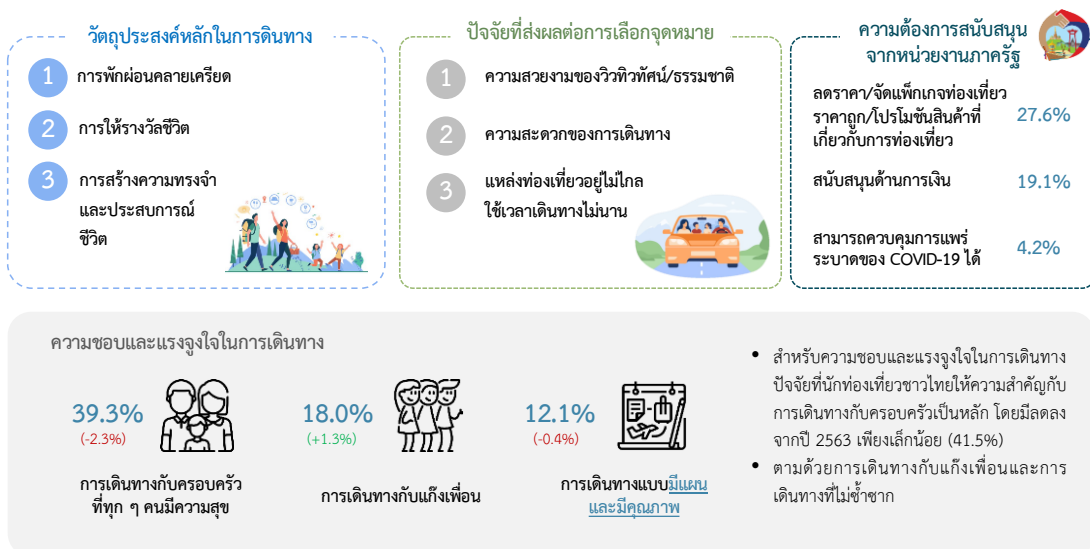 วัตถุประสงค์หลักในการดินทาง
1 การพักผ่อนคลายเครียด
2 การให้รางวัลชีวิต
3 การสร้างความทรงจำ
และประสบการณ์
ชีวิต
ปัจจัยที่ส่งผลต่อการเลือกจุดหมาย
1 ความสวยงามของวิวทิวทัศน์/ธรรมชาติ
2 ความสะดวกของการเดินทาง
3 แหล่งท่องเที่ยวอยู่ไม่ไกล
ใช้เวลาเดินทางไม่นาน
ความต้องการสนับสนุน
จากหน่วยงานภาครัฐ
ลดราคา/จัดแพ็กเกจท่องเที่ยว
ราคาถูก/โปรโมชันสินค้าที่ 27.6%
เกี่ยวกับการท่องเที่ยว
สนับสนุนด้านการเงิน 19.1%
สามารถควบคุมการแพร่
ระบาดของ COVID-19 ได้ 4.2%
ความชอบและแรงจูงใจในการเดินทาง
39.3%
(-2.3%)
การเดินทางกับครอบครัว
ที่ทุก ๆ คนมีความสุข
18.0%
(+1.3%)
การเดินทางกับแก๊งเพื่อน
12.1%
(-0.4%)
การเดินทางแบบมีแผน
และมีคุณภาพ
• สำหรับความชอบและแรงจูงใจในการเดินทาง
ปัจจัยที่นักท่องเที่ยวชาวไทยให้ความสำคัญกับ
การเดินทางกับครอบครัวเป็นหลัก โดยมีลดลง
จากปี 2563 เพียงเล็กน้อย (41.5%)
• ตามด้วยการเดินทางกับแก๊งเพื่อนและการ
เดินทางที่ไม่ซ้ำซาก